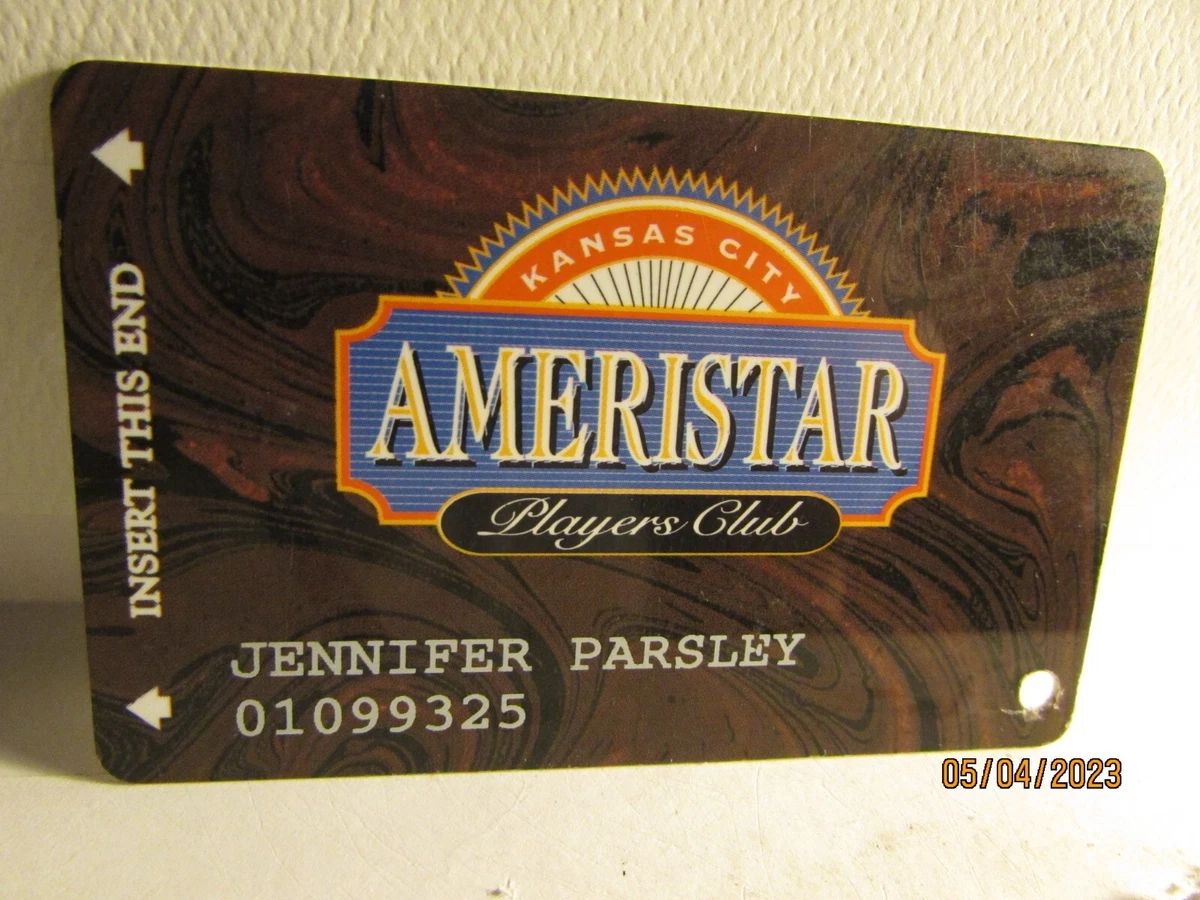 KANSAS CITY
AMERISTAR
Players Club
INSERT THIS END
JENNIFER PARSLEY
01099325
05/04/2023